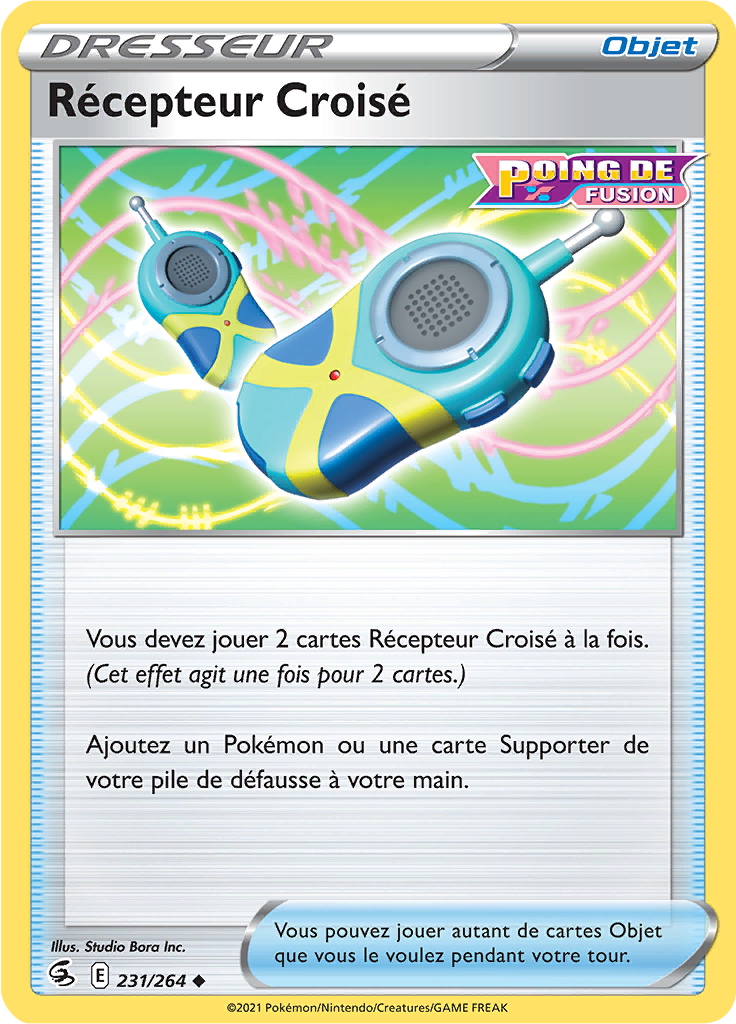 DRESSEUR
Objet
Récepteur Croisé
POING DE
FUSION
Vous devez jouer 2 cartes Récepteur Croisé à la fois.
(Cet effet agit une fois pour 2 cartes.)
Ajoutez un Pokémon ou une carte Supporter de
votre pile de défausse à votre main.
Vous pouvez jouer autant de cartes Objet
que vous le voulez pendant votre tour.
Illus. Studio Bora Inc.
E 231/264 ◆
©2021 Pokémon/Nintendo/Creatures/GAME FREAK